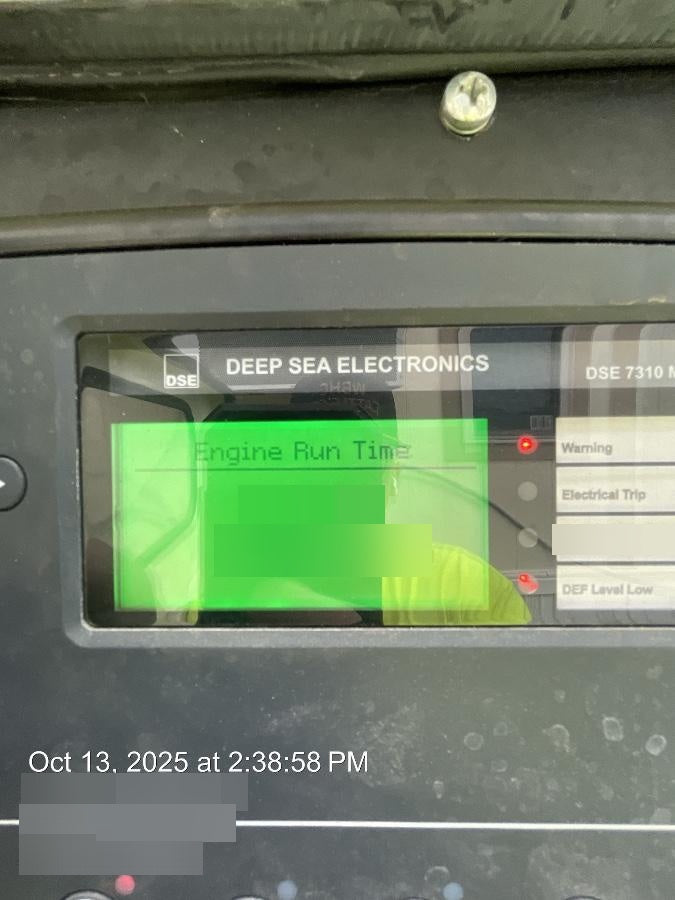 DSE
DEEP SEA ELECTRONICS
DSE 7310 M
Engine Run Time
Warning
Electrical Trip
DEF Level Low
Oct 13, 2025 at 2:38:58 PM